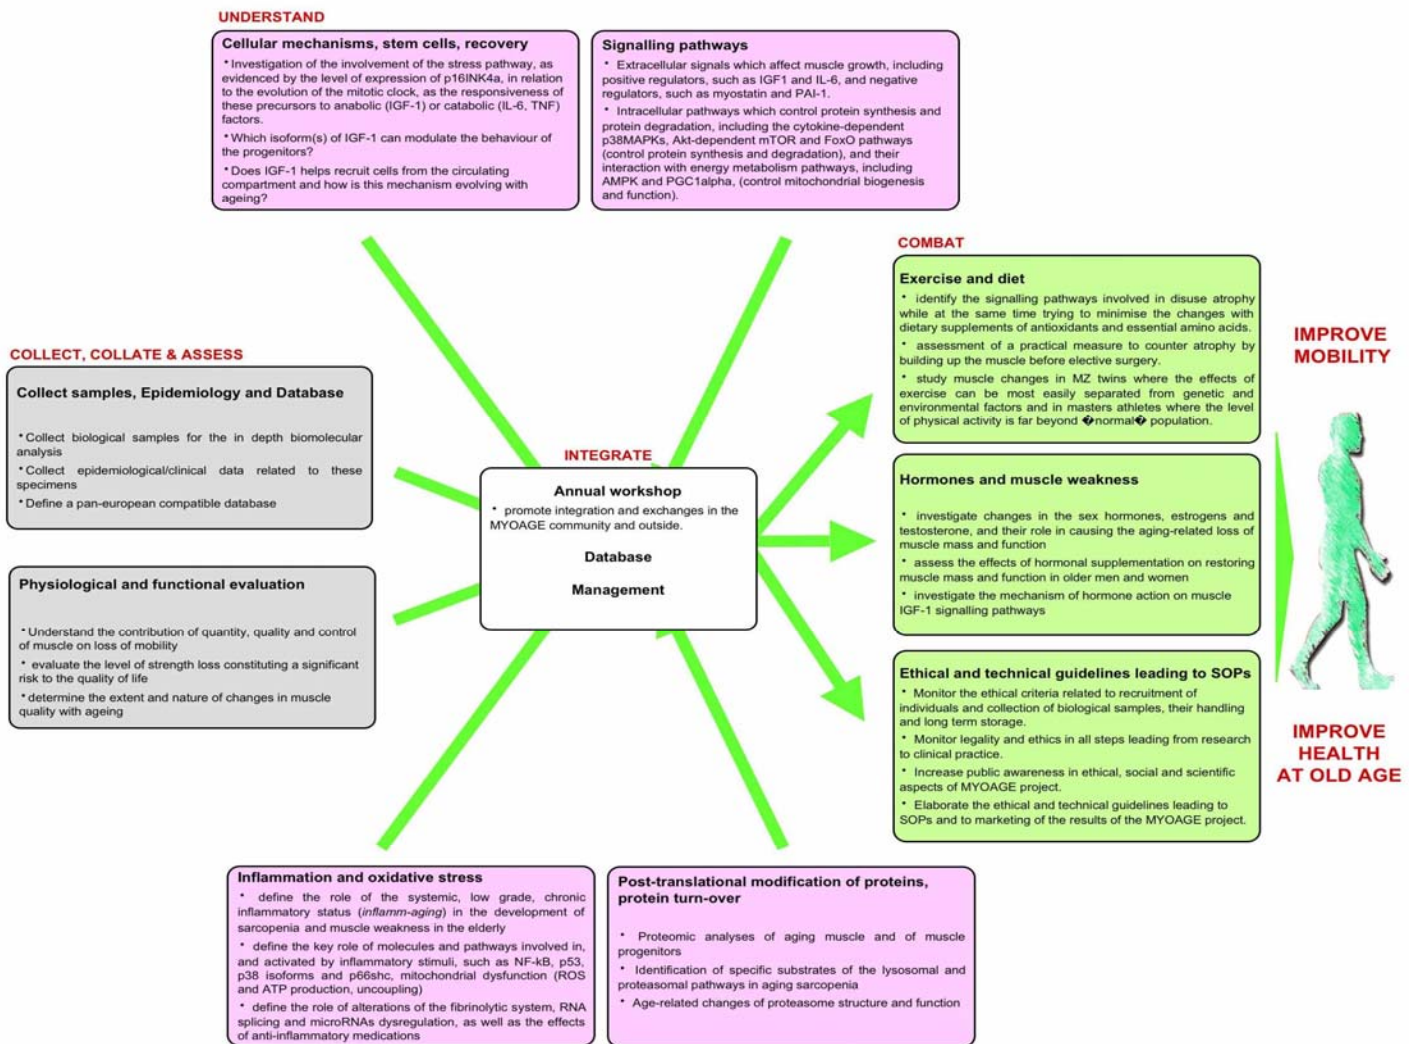 UNDERSTAND
Cellular mechanisms, stem cells, recovery
* Investigation of the involvement of the stress pathway, as
evidenced by the level of expression of p16INK4a, in relation
to the evolution of the mitotic clock, as the responsiveness of
these precursors to anabolic (IGF-1) or catabolic (IL-6, TNF)
factors.
* Which isoform(s) of IGF-1 can modulate the behaviour of
the progenitors?
* Does IGF-1 helps recruit cells from the circulating
compartment and how is this mechanism evolving with
ageing?
Signalling pathways
* Extracellular signals which affect muscle growth, including
positive regulators, such as IGF1 and IL-6, and negative
regulators, such as myostatin and PAI-1.
* Intracellular pathways which control protein synthesis and
protein degradation, including the cytokine-dependent
p38MAPKs, Akt-dependent mTOR and FoxO pathways
(control protein synthesis and degradation), and their
interaction with energy metabolism pathways, including
AMPK and PGC1alpha, (control mitochondrial biogenesis
and function).
COLLECT, COLLATE & ASSESS
Collect samples, Epidemiology and Database
* Collect biological samples for the in depth biomolecular
analysis
* Collect epidemiological/clinical data related to these
specimens
* Define a pan-european compatible database
Physiological and functional evaluation
* Understand the contribution of quantity, quality and control
of muscle on loss of mobility
* evaluate the level of strength loss constituting a significant
risk to the quality of life
* determine the extent and nature of changes in muscle
quality with ageing
INTEGRATE
Annual workshop
* promote integration and exchanges in the
MYOAGE community and outside.
Database
Management
COMBAT
Exercise and diet
* identify the signalling pathways involved in disuse atrophy
while at the same time trying to minimise the changes with
dietary supplements of antioxidants and essential amino acids.
* assessment of a practical measure to counter atrophy by
building up the muscle before elective surgery.
* study muscle changes in MZ twins where the effects of
exercise can be most easily separated from genetic and
environmental factors and in masters athletes where the level
of physical activity is far beyond �normal� population.
Hormones and muscle weakness
* investigate changes in the sex hormones, estrogens and
testosterone, and their role in causing the aging-related loss of
muscle mass and function
* assess the effects of hormonal supplementation on restoring
muscle mass and function in older men and women
* investigate the mechanism of hormone action on muscle
IGF-1 signalling pathways
Ethical and technical guidelines leading to SOPs
* Monitor the ethical criteria related to recruitment of
individuals and collection of biological samples, their handling
and long term storage.
* Monitor legality and ethics in all steps leading from research
to clinical practice.
* Increase public awareness in ethical, social and scientific
aspects of MYOAGE project.
* Elaborate the ethical and technical guidelines leading to
SOPs and to marketing of the results of the MYOAGE project.
IMPROVE
MOBILITY
IMPROVE
HEALTH
AT OLD AGE
Inflammation and oxidative stress
* define the role of the systemic, low grade, chronic
inflammatory status (inflamm-aging) in the development of
sarcopenia and muscle weakness in the elderly
* define the key role of molecules and pathways involved in,
and activated by inflammatory stimuli, such as NF-kB, p53,
p38 isoforms and p66shc, mitochondrial dysfunction (ROS
and ATP production, uncoupling)
* define the role of alterations of the fibrinolytic system, RNA
splicing and microRNAs dysregulation, as well as the effects
of anti-inflammatory medications
Post-translational modification of proteins,
protein turn-over
* Proteomic analyses of aging muscle and of muscle
progenitors
* Identification of specific substrates of the lysosomal and
proteasomal pathways in aging sarcopenia
* Age-related changes of proteasome structure and function